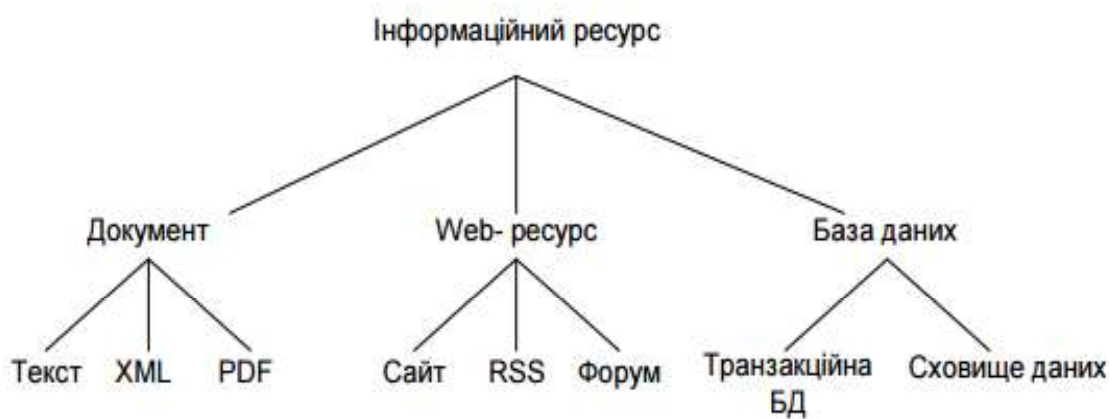 Інформаційний ресурс
Документ Web- ресурс База даних
Текст XML PDF Сайт RSS Форум Транзакційна Сховище даних
БД